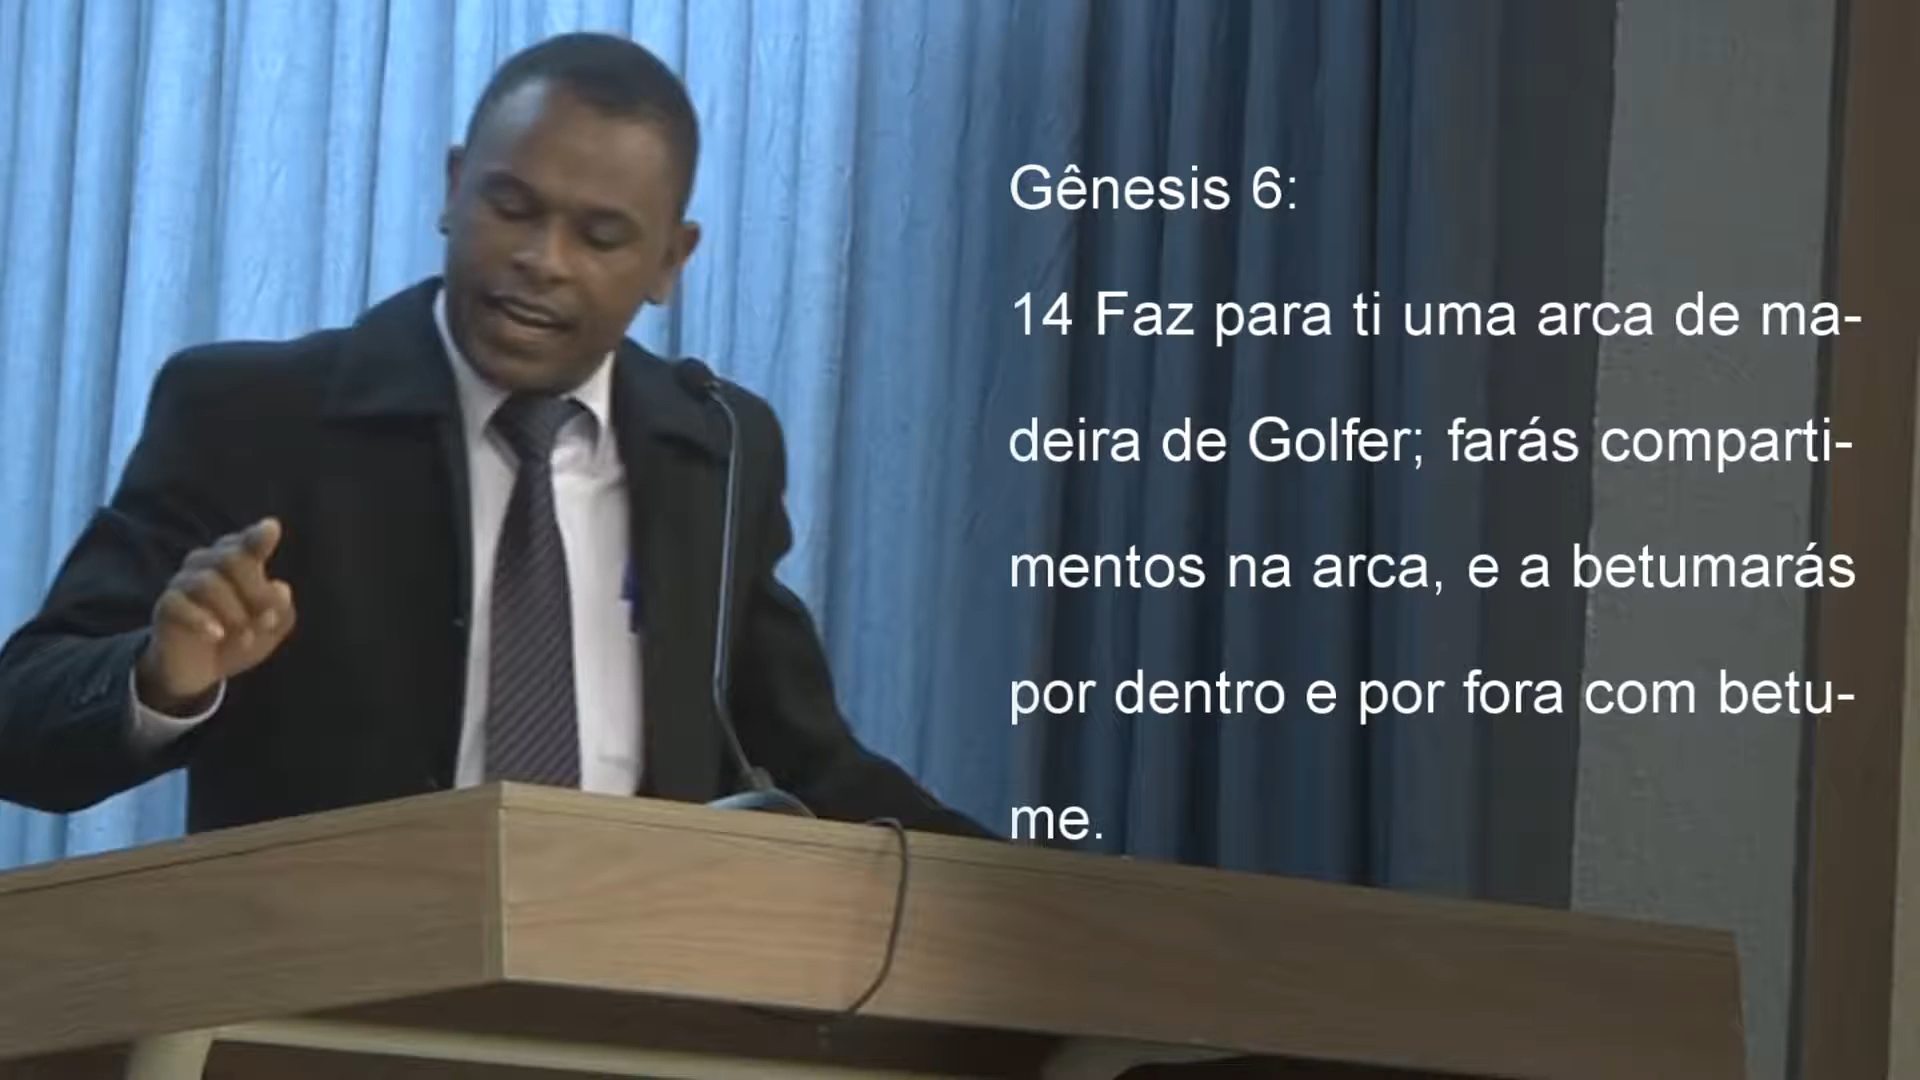 Gênesis 6:
14 Faz para ti uma arca de ma-
deira de Golfer; farás comparti-
mentos na arca, e a betumarás
por dentro e por fora com betu-
me.